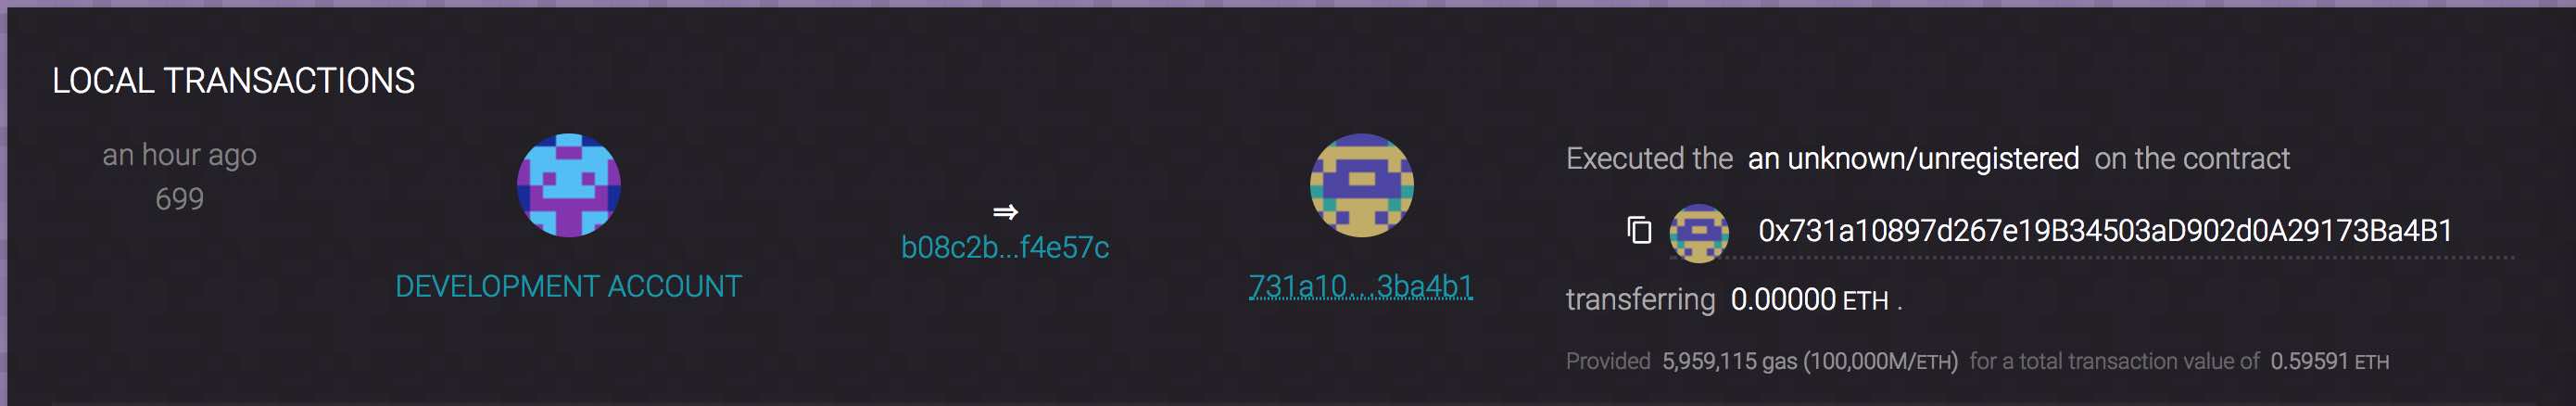 LOCAL TRANSACTIONS
an hour ago
699
DEVELOPMENT ACCOUNT
⇒
b08c2b...f4e57c
731a10...3ba4b1
Executed the an unknown/unregistered on the contract
0x731a10897d267e19B34503aD902d0A29173Ba4B1
transferring 0.00000 ETH .
Provided 5,959,115 gas (100,000M/ETH) for a total transaction value of 0.59591 ETH